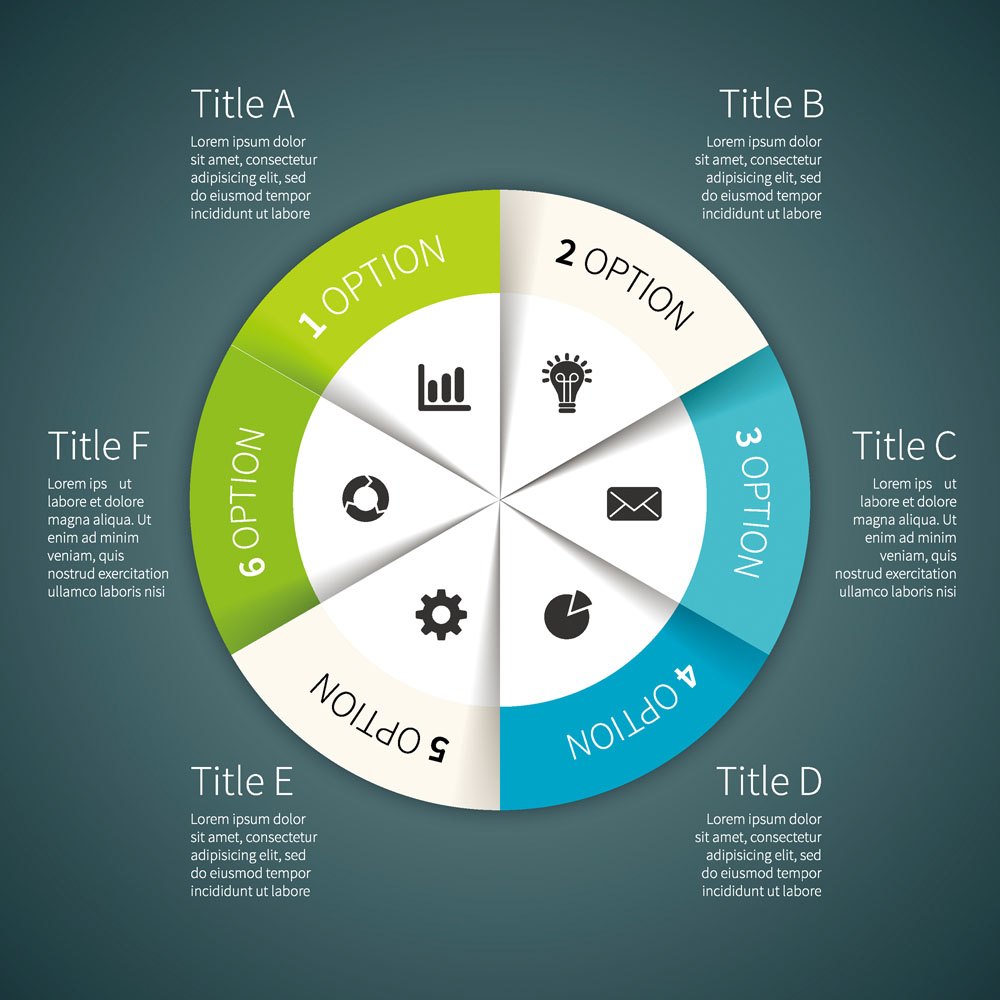 Title A
Lorem ipsum dolor
sit amet, consectetur
adipisicing elit, sed
do eiusmod tempor
incididunt ut labore
Title B
Lorem ipsum dolor
sit amet, consectetur
adipisicing elit, sed
do eiusmod tempor
incididunt ut labore
1 OPTION
2 OPTION
3 OPTION
4 OPTION
5 OPTION
6 OPTION
Title F
Lorem ips ut
labore et dolore
magna aliqua. Ut
enim ad minim
veniam, quis
nostrud exercitation
ullamco laboris nisi
Title C
Lorem ips ut
labore et dolore
magna aliqua. Ut
enim ad minim
veniam, quis
nostrud exercitation
ullamco laboris nisi
Title E
Lorem ipsum dolor
sit amet, consectetur
adipisicing elit, sed
do eiusmod tempor
incididunt ut labore
Title D
Lorem ipsum dolor
sit amet, consectetur
adipisicing elit, sed
do eiusmod tempor
incididunt ut labore